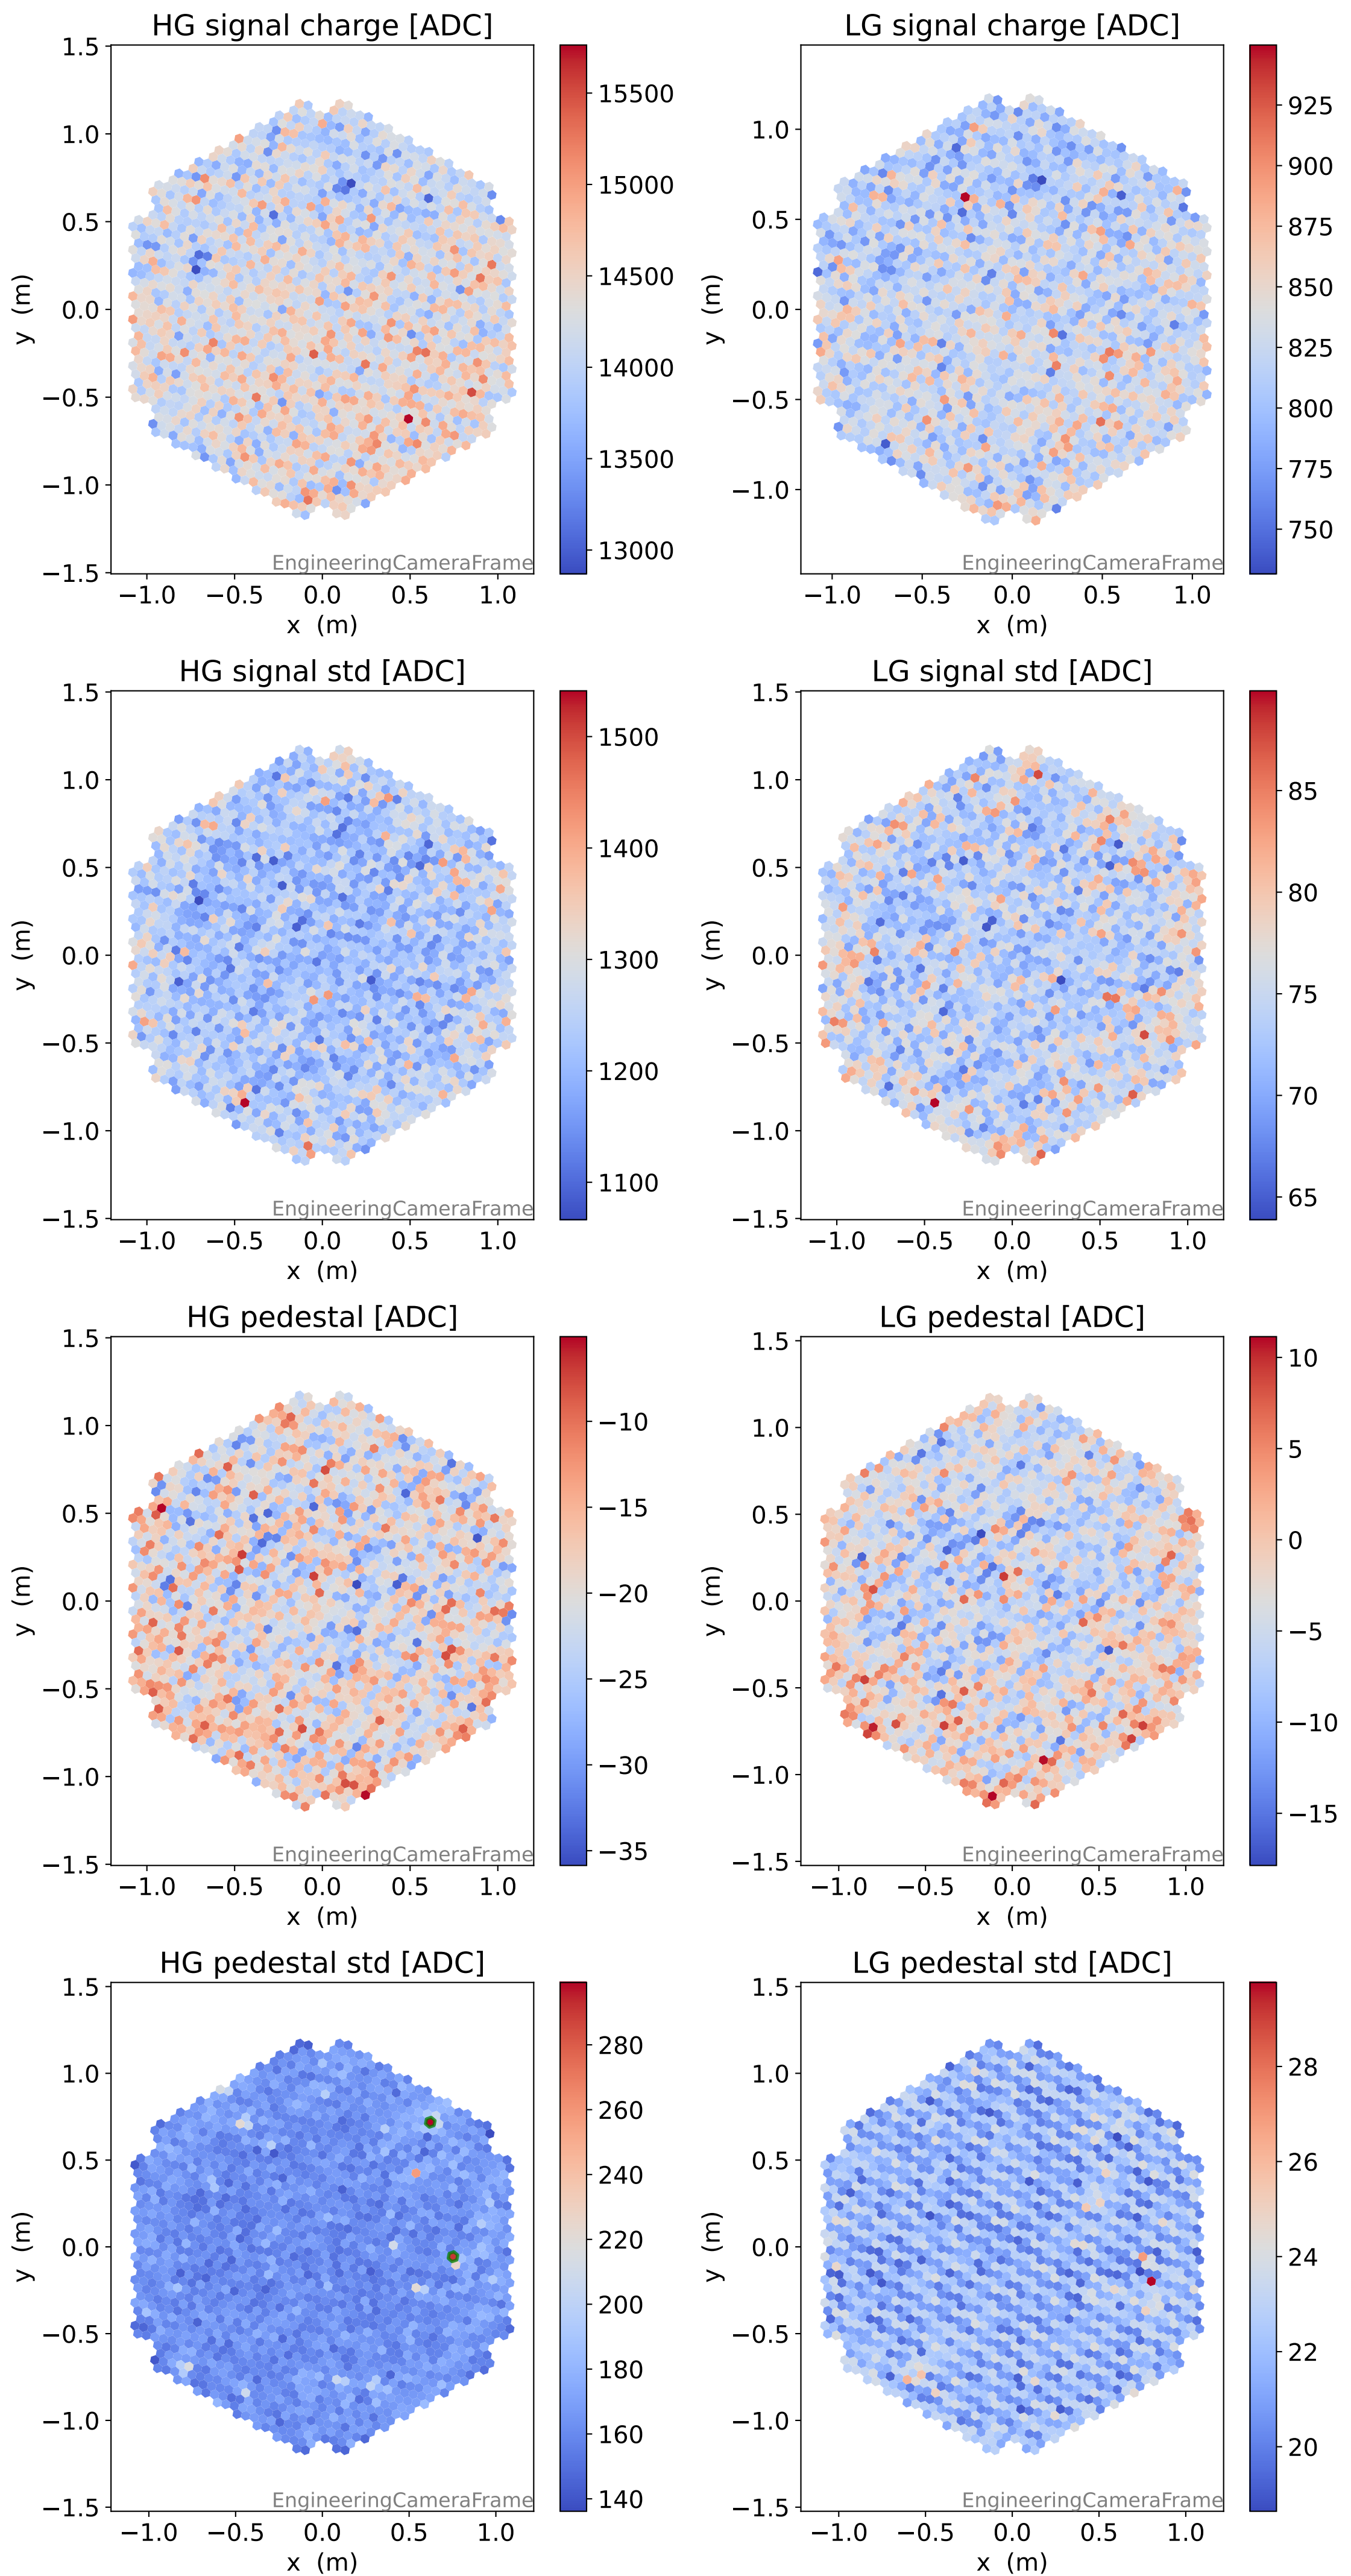 HG signal charge [ADC]
1.5
1.0
0.5
0.0
−0.5
−1.0
−1.5
y (m)
−1.0 −0.5 0.0 0.5 1.0
x (m)
EngineeringCameraFrame
15500
15000
14500
14000
13500
13000
LG signal charge [ADC]
1.0
0.5
0.0
−0.5
−1.0
y (m)
−1.0 −0.5 0.0 0.5 1.0
x (m)
EngineeringCameraFrame
925
900
875
850
825
800
775
750
HG signal std [ADC]
1.5
1.0
0.5
0.0
−0.5
−1.0
−1.5
y (m)
−1.0 −0.5 0.0 0.5 1.0
x (m)
EngineeringCameraFrame
1500
1400
1300
1200
1100
LG signal std [ADC]
1.5
1.0
0.5
0.0
−0.5
−1.0
−1.5
y (m)
−1.0 −0.5 0.0 0.5 1.0
x (m)
EngineeringCameraFrame
85
80
75
70
65
HG pedestal [ADC]
1.5
1.0
0.5
0.0
−0.5
−1.0
−1.5
y (m)
−1.0 −0.5 0.0 0.5 1.0
x (m)
EngineeringCameraFrame
−10
−15
−20
−25
−30
−35
LG pedestal [ADC]
1.5
1.0
0.5
0.0
−0.5
−1.0
−1.5
y (m)
−1.0 −0.5 0.0 0.5 1.0
x (m)
EngineeringCameraFrame
10
5
0
−5
−10
−15
HG pedestal std [ADC]
1.5
1.0
0.5
0.0
−0.5
−1.0
−1.5
y (m)
−1.0 −0.5 0.0 0.5 1.0
x (m)
EngineeringCameraFrame
280
260
240
220
200
180
160
140
LG pedestal std [ADC]
1.5
1.0
0.5
0.0
−0.5
−1.0
−1.5
y (m)
−1.0 −0.5 0.0 0.5 1.0
x (m)
EngineeringCameraFrame
28
26
24
22
20